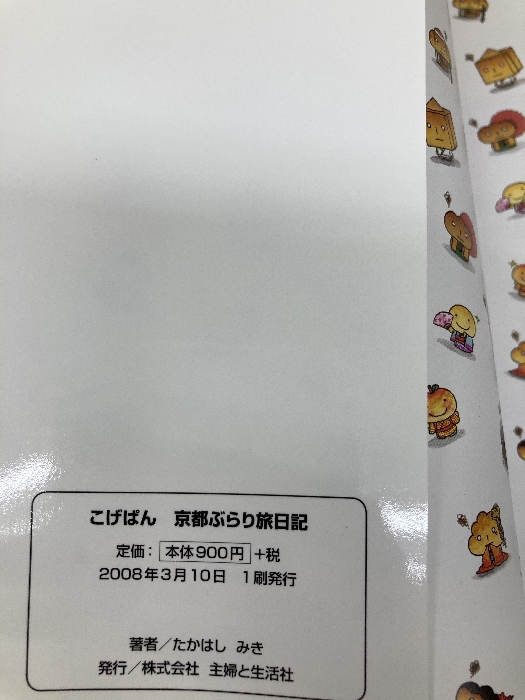 こげぱん　京都ぶらり旅日記
定価： 本体900円 +税
2008年3月10日　1刷発行
著者／たかはし　みき
発行／株式会社　主婦と生活社